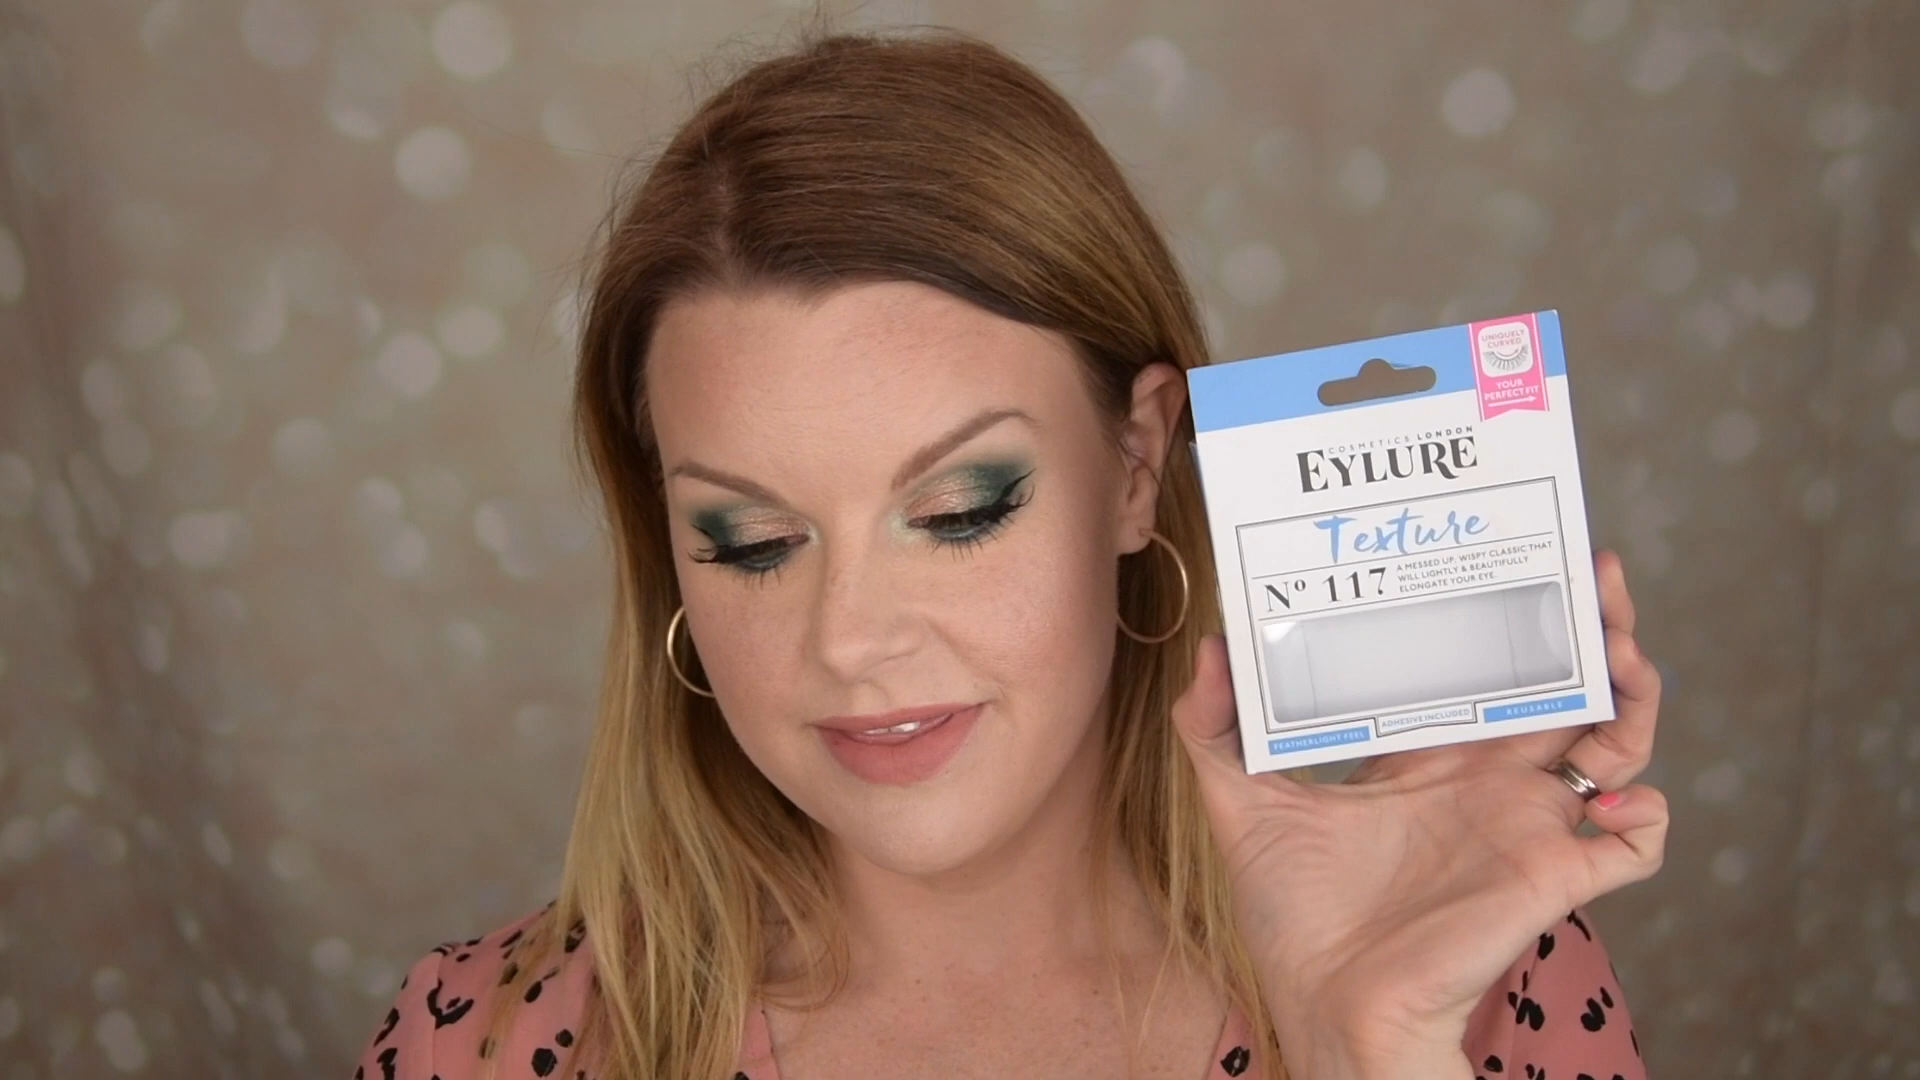 UNIQUELY
CURVED
YOUR
PERFECT FIT
COSMETICS LONDON
EYLURE
Texture
Nº 117
A MESSED UP, WISPY CLASSIC THAT
WILL LIGHTLY & BEAUTIFULLY
ELONGATE YOUR EYE.
FEATHERLIGHT FEEL
ADHESIVE INCLUDED
REUSABLE